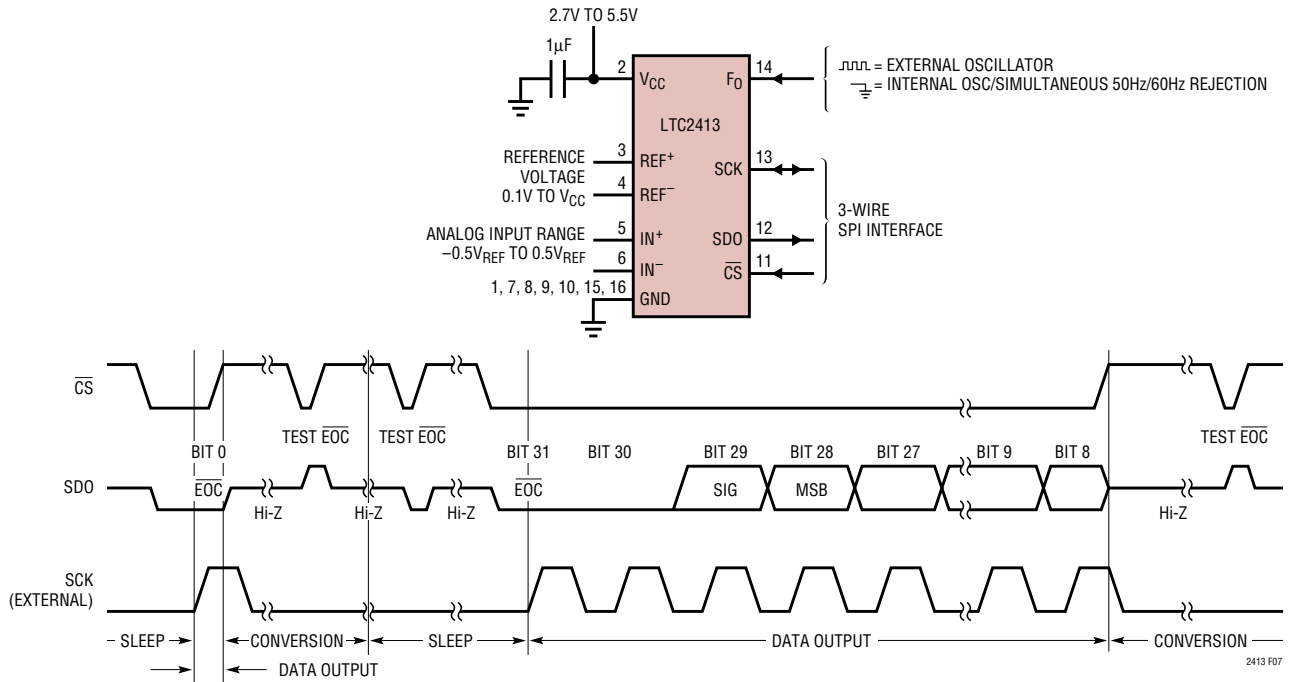 2.7V TO 5.5V
1µF
2
VCC
FO
14
= EXTERNAL OSCILLATOR
= INTERNAL OSC/SIMULTANEOUS 50Hz/60Hz REJECTION
LTC2413
REFERENCE
VOLTAGE
0.1V TO VCC
3
REF+
4
REF−
SCK
13
ANALOG INPUT RANGE
−0.5VREF TO 0.5VREF
5
IN+
6
IN−
SDO
12
CS
11
3-WIRE
SPI INTERFACE
1, 7, 8, 9, 10, 15, 16
GND
CS
TEST EOC
TEST EOC
TEST EOC
BIT 0
BIT 31
BIT 30
BIT 29
BIT 28
BIT 27
BIT 9
BIT 8
SDO
EOC
EOC
SIG
MSB
Hi-Z
Hi-Z
Hi-Z
Hi-Z
SCK
(EXTERNAL)
SLEEP
CONVERSION
SLEEP
DATA OUTPUT
CONVERSION
DATA OUTPUT
2413 F07